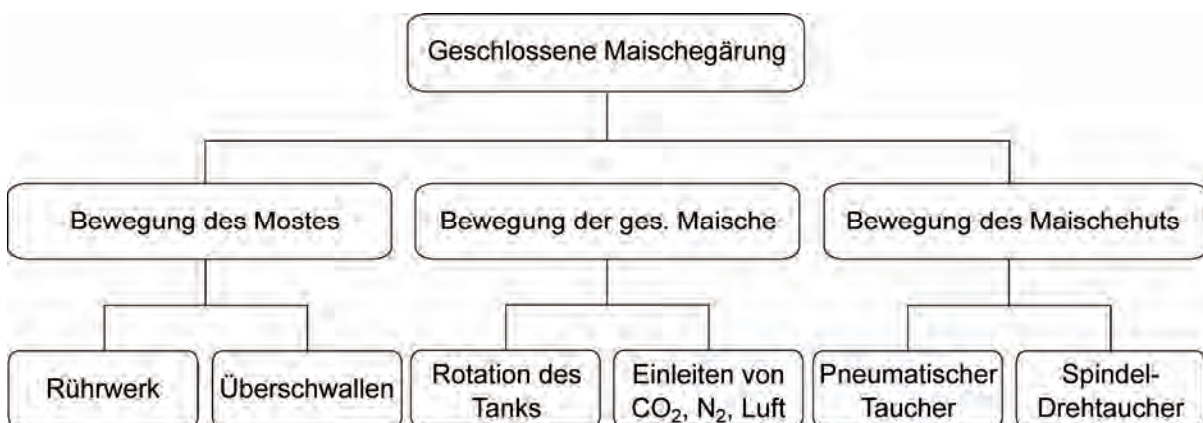 Geschlossene Maischegärung
Bewegung des Mostes
Bewegung der ges. Maische
Bewegung des Maischehuts
Rührwerk
Überschwallen
Rotation des
Tanks
Einleiten von
CO₂, N₂, Luft
Pneumatischer
Taucher
Spindel-
Drehtaucher